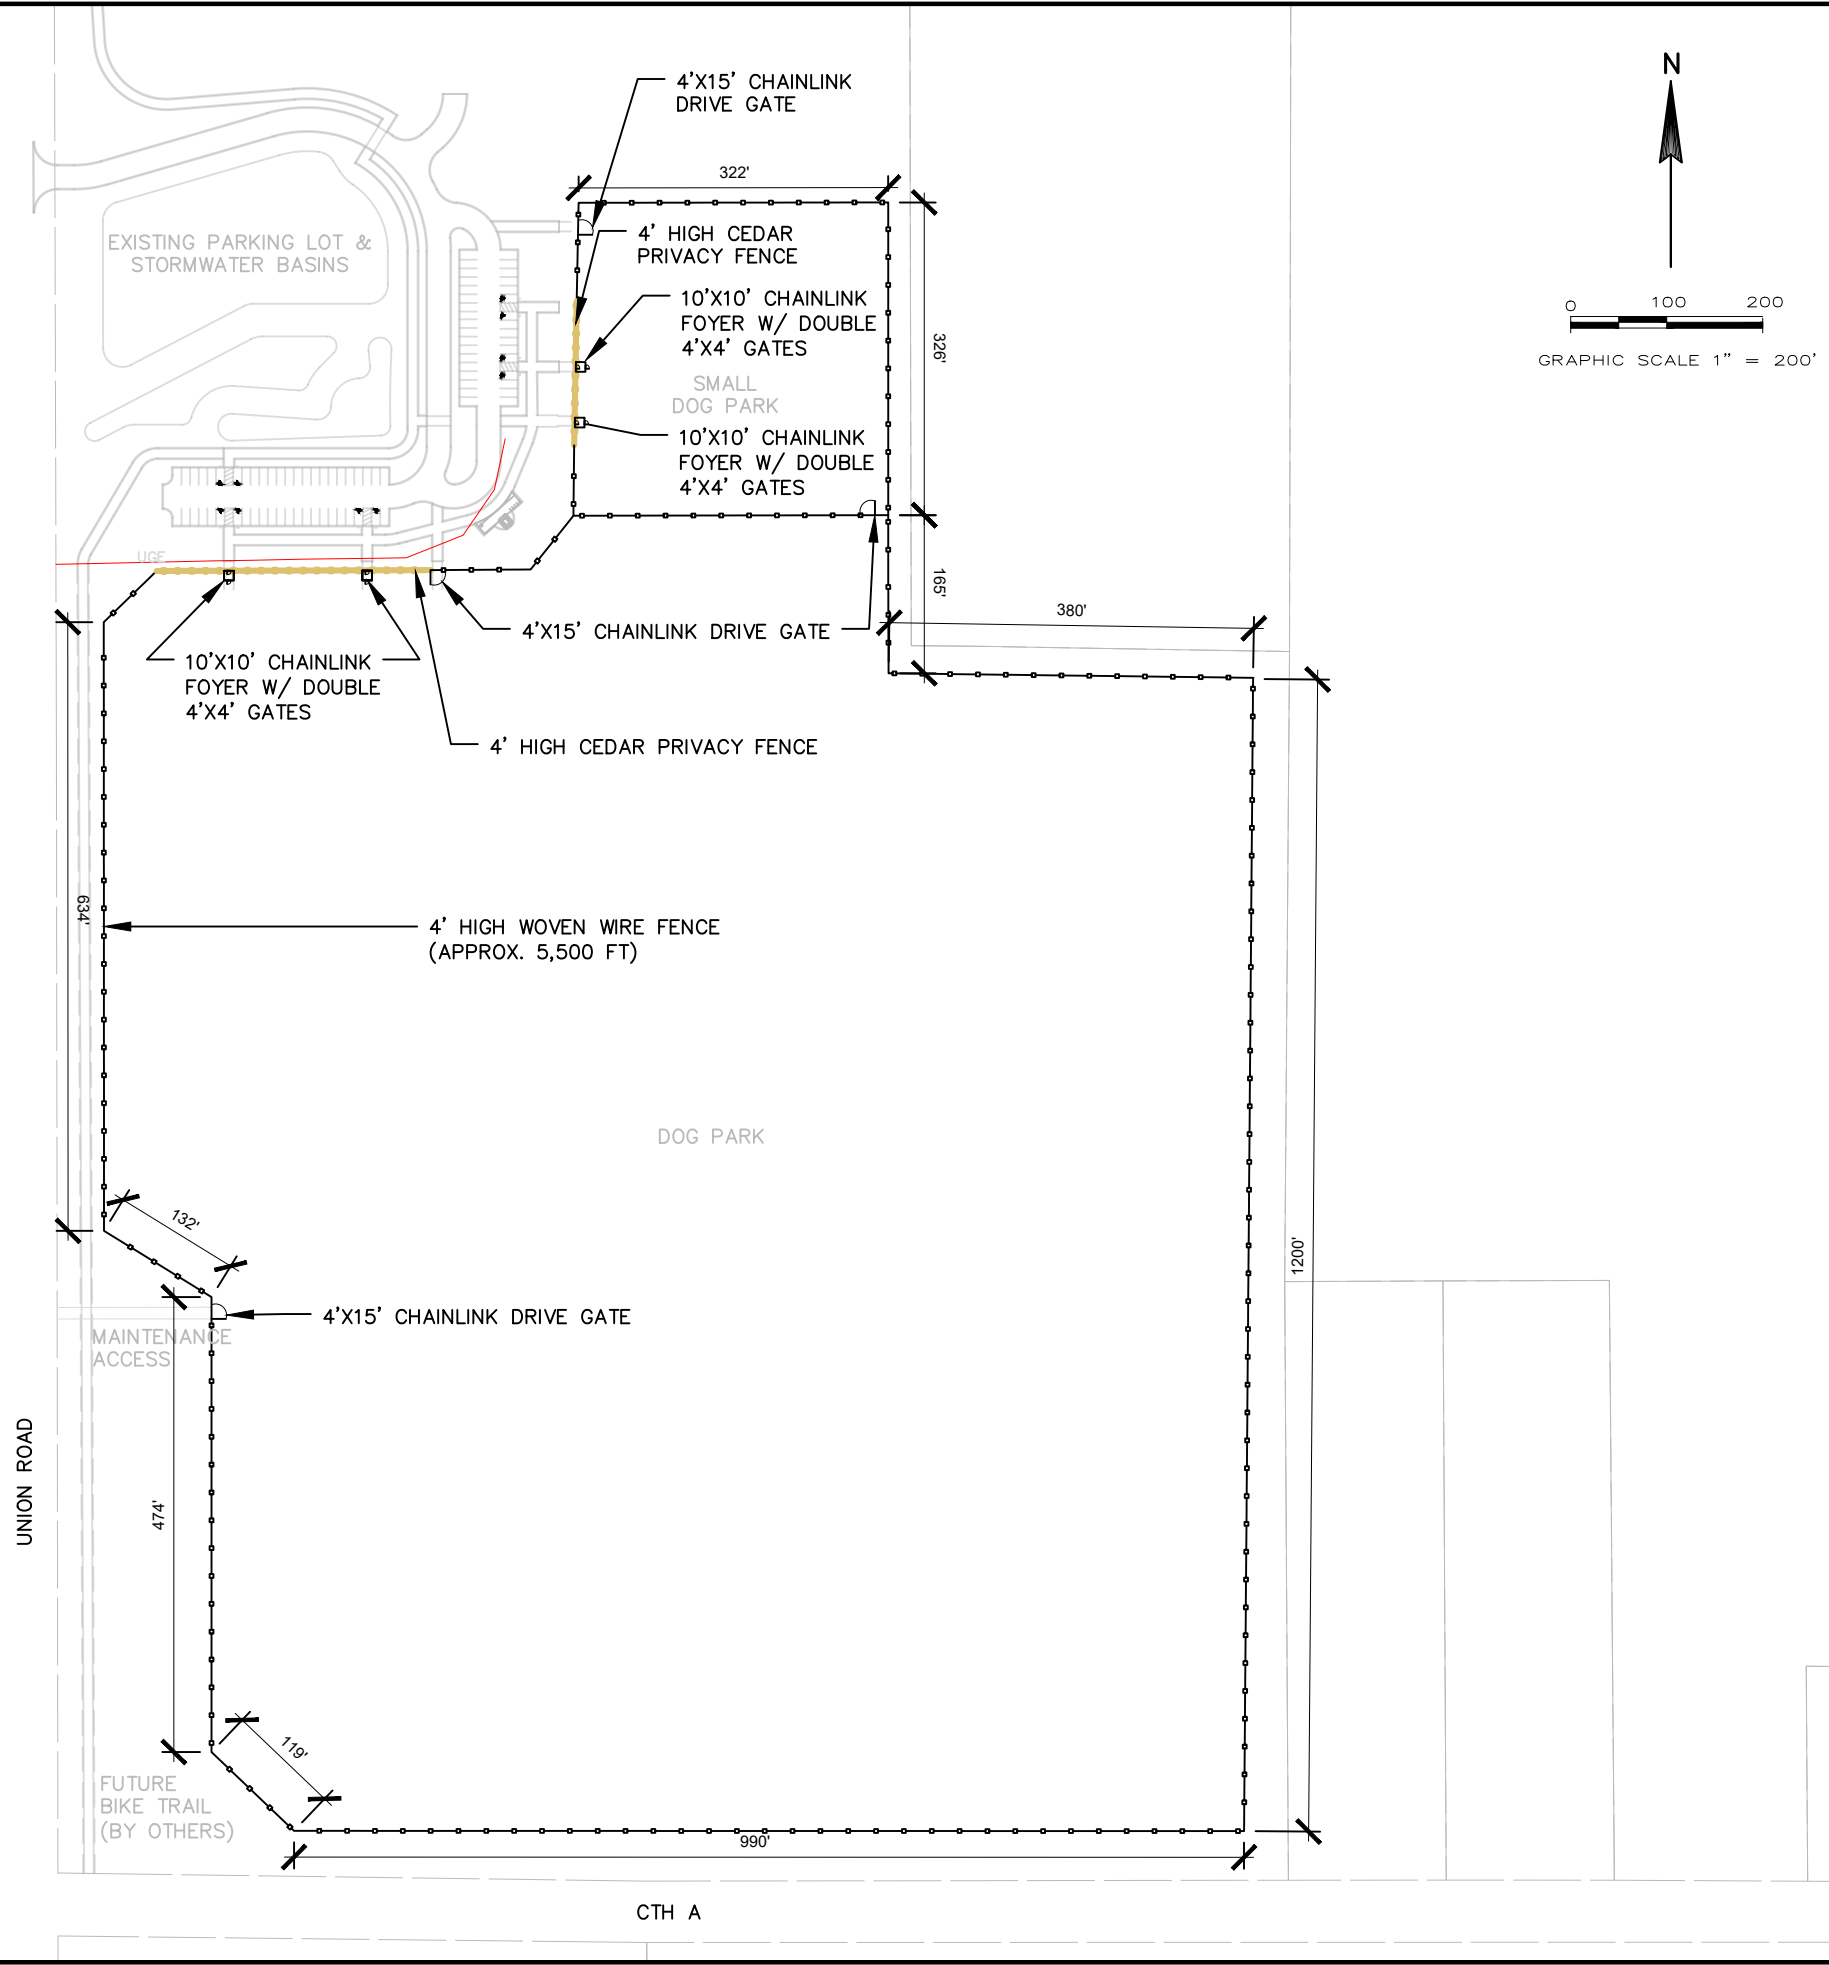 4'X15' CHAINLINK
DRIVE GATE
N
322'
4' HIGH CEDAR
PRIVACY FENCE
EXISTING PARKING LOT &
STORMWATER BASINS
10'X10' CHAINLINK
FOYER W/ DOUBLE
4'X4' GATES
0 100 200
GRAPHIC SCALE 1" = 200'
326'
SMALL
DOG PARK
10'X10' CHAINLINK
FOYER W/ DOUBLE
4'X4' GATES
UGE
165'
380'
4'X15' CHAINLINK DRIVE GATE
10'X10' CHAINLINK
FOYER W/ DOUBLE
4'X4' GATES
4' HIGH CEDAR PRIVACY FENCE
634'
4' HIGH WOVEN WIRE FENCE
(APPROX. 5,500 FT)
DOG PARK
132'
1200'
4'X15' CHAINLINK DRIVE GATE
MAINTENANCE
ACCESS
UNION ROAD
474'
119'
FUTURE
BIKE TRAIL
(BY OTHERS)
990'
CTH A